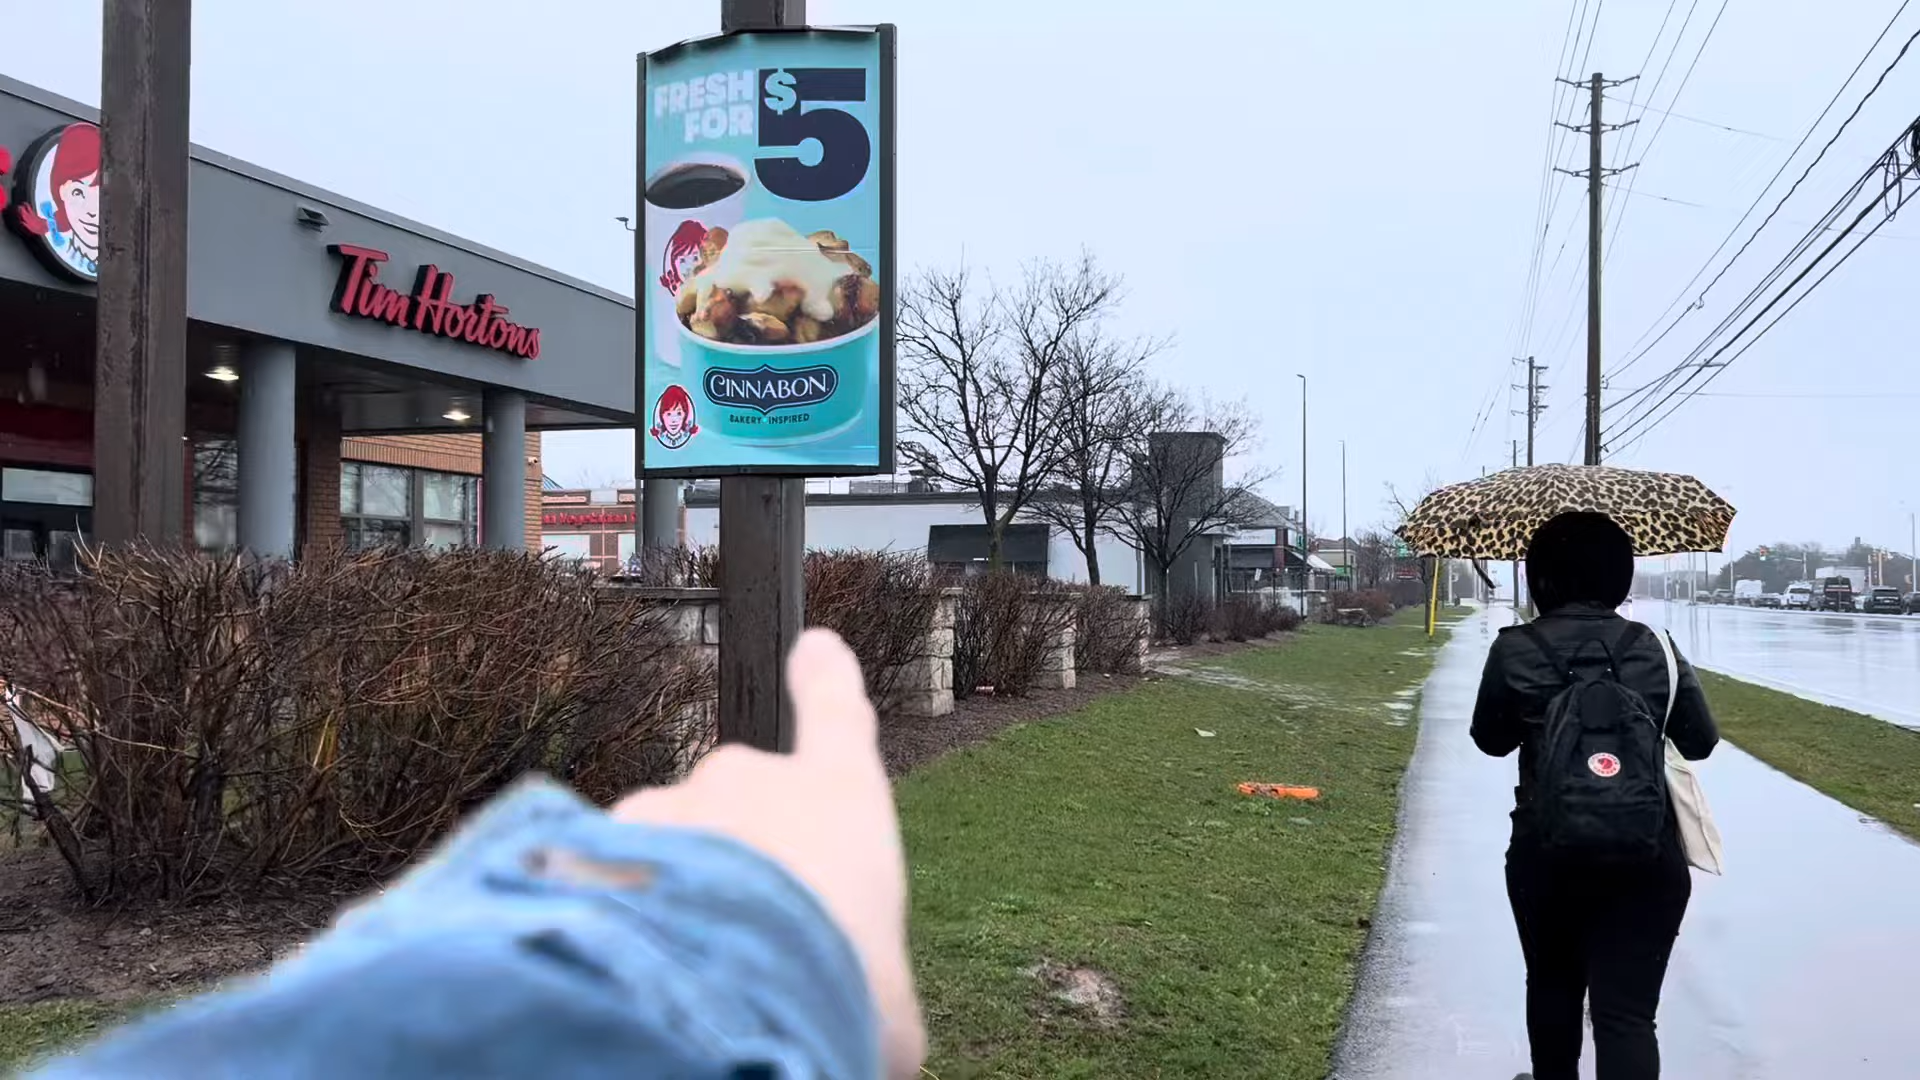 FRESH $5
FOR
Tim Hortons
CINNABON
BAKERY INSPIRED